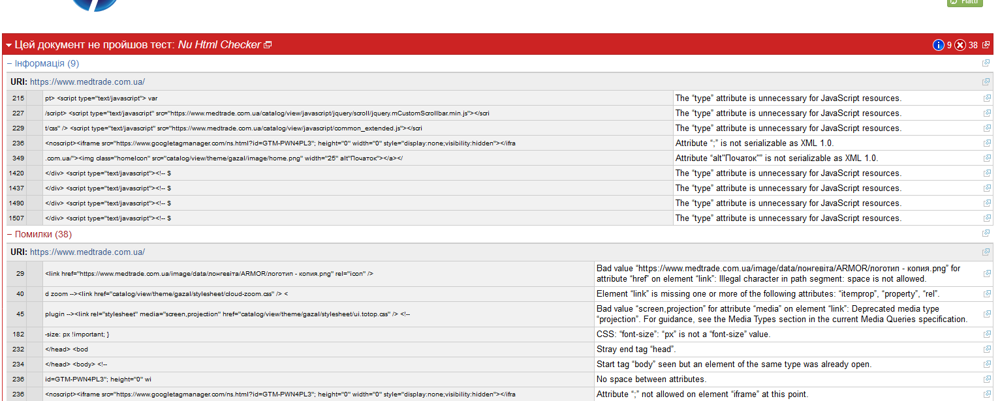 Piatti
Цей документ не пройшов тест: Nu Html Checker 9 38
– Інформація (9)
URI: https://www.medtrade.com.ua/
215 pt> <script type="text/javascript"> var The “type” attribute is unnecessary for JavaScript resources.
227 /script> <script type="text/javascript" src="https://www.medtrade.com.ua/catalog/view/javascript/jquery/scroll/jquery.mCustomScrollbar.min.js"></scri The “type” attribute is unnecessary for JavaScript resources.
229 t/css" /> <script type="text/javascript" src="https://www.medtrade.com.ua/catalog/view/javascript/common_extended.js"></scri The “type” attribute is unnecessary for JavaScript resources.
236 <noscript><iframe src="https://www.googletagmanager.com/ns.html?id=GTM-PWN4PL3"; height="0" width="0" style="display:none;visibility:hidden"></ifra Attribute “;” is not serializable as XML 1.0.
349 .com.ua/"><img class="homeIcon" src="catalog/view/theme/gazal/image/home.png" width="25" alt"Початок"></a></ Attribute “alt"Початок"” is not serializable as XML 1.0.
1420 </div> <script type="text/javascript"><!-- $ The “type” attribute is unnecessary for JavaScript resources.
1437 </div> <script type="text/javascript"><!-- $ The “type” attribute is unnecessary for JavaScript resources.
1490 </div> <script type="text/javascript"><!-- $ The “type” attribute is unnecessary for JavaScript resources.
1507 </div> <script type="text/javascript"><!-- $ The “type” attribute is unnecessary for JavaScript resources.
– Помилки (38)
URI: https://www.medtrade.com.ua/
29 <link href="https://www.medtrade.com.ua/image/data/лонгевіта/ARMOR/логотип - копия.png" rel="icon" /> Bad value “https://www.medtrade.com.ua/image/data/лонгевіта/ARMOR/логотип - копия.png” for
attribute “href” on element “link”: Illegal character in path segment: space is not allowed.
40 d zoom --><link href="catalog/view/theme/gazal/stylesheet/cloud-zoom.css" /> < Element “link” is missing one or more of the following attributes: “itemprop”, “property”, “rel”.
45 plugin --><link rel="stylesheet" media="screen,projection" href="catalog/view/theme/gazal/stylesheet/ui.totop.css" /> <!-- Bad value “screen,projection” for attribute “media” on element “link”: Deprecated media type
“projection”. For guidance, see the Media Types section in the current Media Queries specification.
182 -size: px !important; } CSS: “font-size”: “px” is not a “font-size” value.
232 </head> <bod Stray end tag “head”.
234 </head> <body> <!-- Start tag “body” seen but an element of the same type was already open.
236 id=GTM-PWN4PL3"; height="0" wi No space between attributes.
236 <noscript><iframe src="https://www.googletagmanager.com/ns.html?id=GTM-PWN4PL3"; height="0" width="0" style="display:none;visibility:hidden"></ifra Attribute “;” not allowed on element “iframe” at this point.